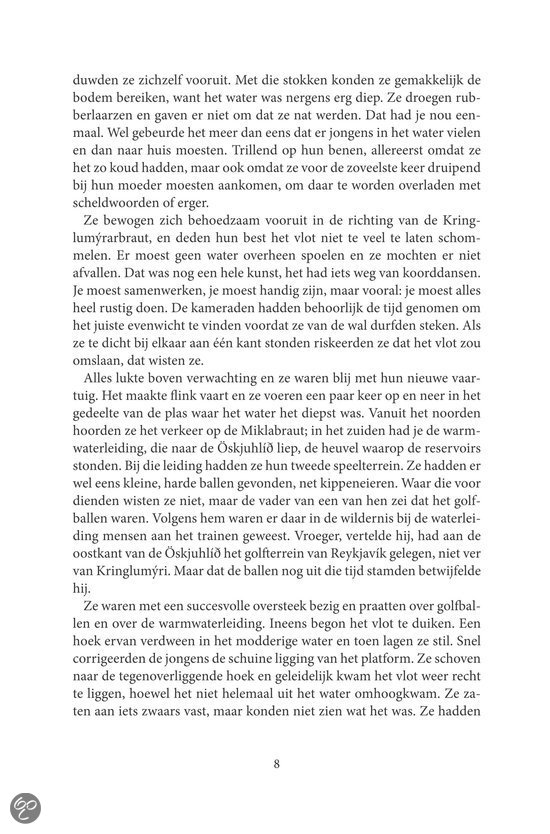 duwden ze zichzelf vooruit. Met die stokken konden ze gemakkelijk de
bodem bereiken, want het water was nergens erg diep. Ze droegen rub-
berlaarzen en gaven er niet om dat ze nat werden. Dat had je nou een-
maal. Wel gebeurde het meer dan eens dat er jongens in het water vielen
en dan naar huis moesten. Trillend op hun benen, allereerst omdat ze
het zo koud hadden, maar ook omdat ze voor de zoveelste keer druipend
bij hun moeder moesten aankomen, om daar te worden overladen met
scheldwoorden of erger.
Ze bewogen zich behoedzaam vooruit in de richting van de Kring-
lumýrarbraut, en deden hun best het vlot niet te veel te laten schom-
melen. Er moest geen water overheen spoelen en ze mochten er niet
afvallen. Dat was nog een hele kunst, het had iets weg van koorddansen.
Je moest samenwerken, je moest handig zijn, maar vooral: je moest alles
heel rustig doen. De kameraden hadden behoorlijk de tijd genomen om
het juiste evenwicht te vinden voordat ze van de wal durfden steken. Als
ze te dicht bij elkaar aan één kant stonden riskeerden ze dat het vlot zou
omslaan, dat wisten ze.
Alles lukte boven verwachting en ze waren blij met hun nieuwe vaar-
tuig. Het maakte flink vaart en ze voeren een paar keer op en neer in het
gedeelte van de plas waar het water het diepst was. Vanuit het noorden
hoorden ze het verkeer op de Miklabraut; in het zuiden had je de warm-
waterleiding, die naar de Öskjuhlíð liep, de heuvel waarop de reservoirs
stonden. Bij die leiding hadden ze hun tweede speelterrein. Ze hadden er
wel eens kleine, harde ballen gevonden, net kippeneieren. Waar die voor
dienden wisten ze niet, maar de vader van een van hen zei dat het golf-
ballen waren. Volgens hem waren er daar in de wildernis bij de waterlei-
ding mensen aan het trainen geweest. Vroeger, vertelde hij, had aan de
oostkant van de Öskjuhlíð het golfterrein van Reykjavík gelegen, niet ver
van Kringlumýri. Maar dat de ballen nog uit die tijd stamden betwijfelde
hij.
Ze waren met een succesvolle oversteek bezig en praatten over golfbal-
len en over de warmwaterleiding. Ineens begon het vlot te duiken. Een
hoek ervan verdween in het modderige water en toen lagen ze stil. Snel
corrigeerden de jongens de schuine ligging van het platform. Ze schoven
naar de tegenoverliggende hoek en geleidelijk kwam het vlot weer recht
te liggen, hoewel het niet helemaal uit het water omhoogkwam. Ze za-
ten aan iets zwaars vast, maar konden niet zien wat het was. Ze hadden
8